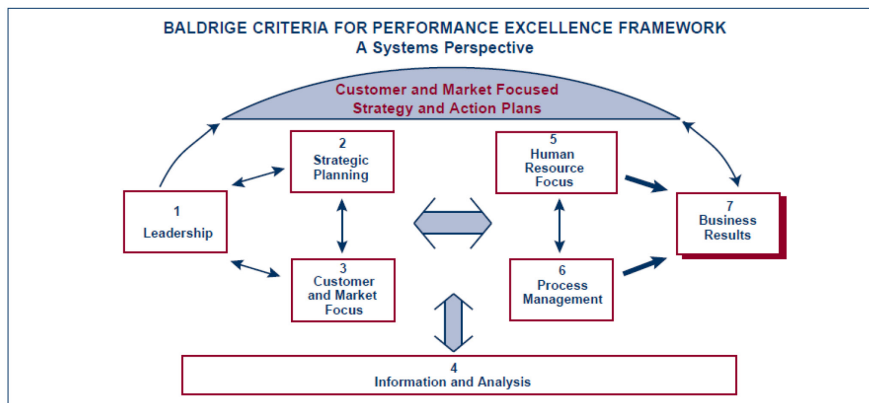 BALDRIGE CRITERIA FOR PERFORMANCE EXCELLENCE FRAMEWORK
A Systems Perspective
Customer and Market Focused
Strategy and Action Plans
2
Strategic
Planning
5
Human
Resource
Focus
1
Leadership
7
Business
Results
3
Customer
and Market
Focus
6
Process
Management
4
Information and Analysis